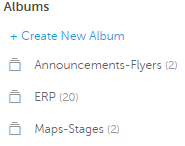 Albums
+ Create New Album
Announcements-Flyers (2)
ERP (20)
Maps-Stages (2)